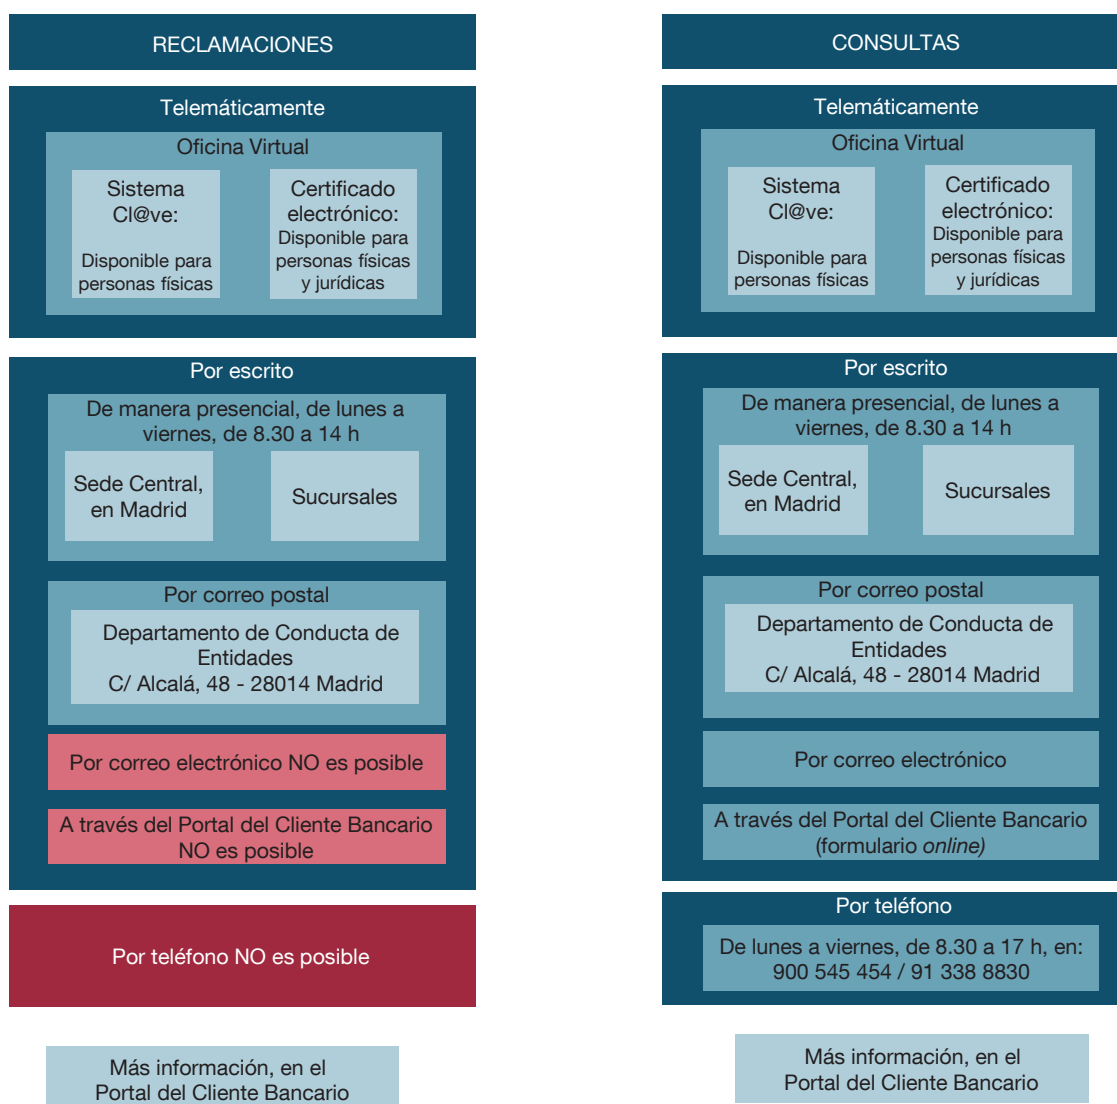 RECLAMACIONES
Telemáticamente
Oficina Virtual
Sistema
Cl@ve:
Disponible para
personas físicas
Certificado
electrónico:
Disponible para
personas físicas
y jurídicas
Por escrito
De manera presencial, de lunes a
viernes, de 8.30 a 14 h
Sede Central,
en Madrid
Sucursales
Por correo postal
Departamento de Conducta de
Entidades
C/ Alcalá, 48 - 28014 Madrid
Por correo electrónico NO es posible
A través del Portal del Cliente Bancario
NO es posible
Por teléfono NO es posible
Más información, en el
Portal del Cliente Bancario
CONSULTAS
Telemáticamente
Oficina Virtual
Sistema
Cl@ve:
Disponible para
personas físicas
Certificado
electrónico:
Disponible para
personas físicas
y jurídicas
Por escrito
De manera presencial, de lunes a
viernes, de 8.30 a 14 h
Sede Central,
en Madrid
Sucursales
Por correo postal
Departamento de Conducta de
Entidades
C/ Alcalá, 48 - 28014 Madrid
Por correo electrónico
A través del Portal del Cliente Bancario
(formulario online)
Por teléfono
De lunes a viernes, de 8.30 a 17 h, en:
900 545 454 / 91 338 8830
Más información, en el
Portal del Cliente Bancario